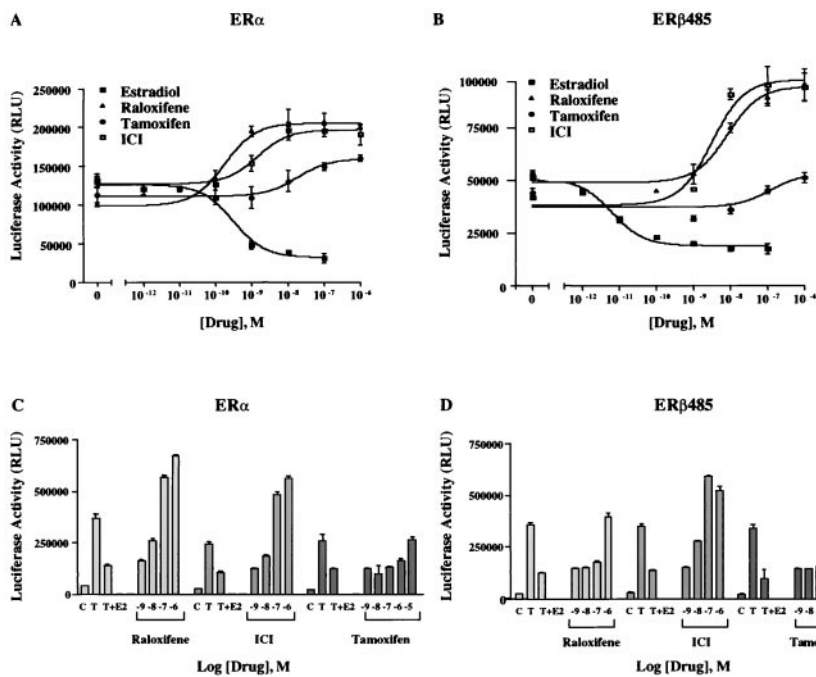 A
ERα
Luciferase Activity (RLU)
250000
200000
150000
100000
50000
0
Estradiol
Raloxifene
Tamoxifen
ICI
0
10⁻¹²
10⁻¹¹
10⁻¹⁰
10⁻⁹
10⁻⁸
10⁻⁷
10⁻⁴
[Drug], M
B
ERβ485
Luciferase Activity (RLU)
100000
75000
50000
25000
0
Estradiol
Raloxifene
Tamoxifen
ICI
0
10⁻¹²
10⁻¹¹
10⁻¹⁰
10⁻⁹
10⁻⁸
10⁻⁷
10⁻⁴
[Drug], M
C
ERα
Luciferase Activity (RLU)
750000
500000
250000
0
C T T+E2 -9 -8 -7 -6 C T T+E2 -9 -8 -7 -6 C T T+E2 -9 -8 -7 -6 -5
Raloxifene ICI Tamoxifen
Log [Drug], M
D
ERβ485
Luciferase Activity (RLU)
750000
500000
250000
0
C T T+E2 -9 -8 -7 -6 C T T+E2 -9 -8 -7 -6 C T T+E2 -9 -8
Raloxifene ICI Tamo
Log [Drug], M